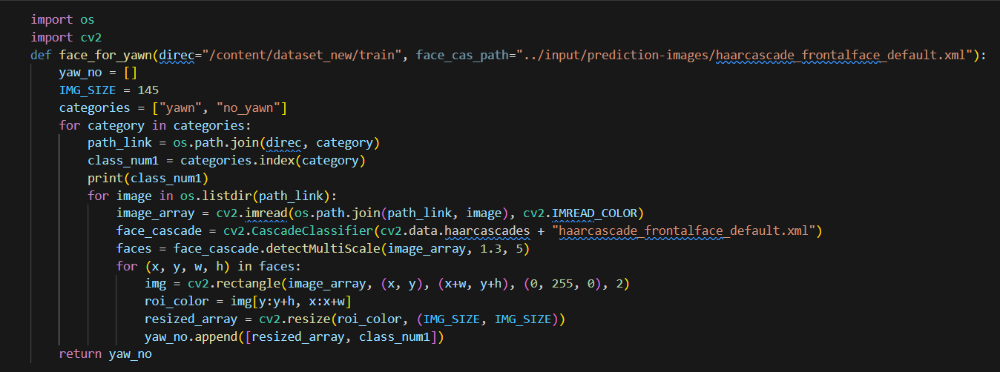 import os
import cv2
def face_for_yawn(direc="/content/dataset_new/train", face_cas_path="../input/prediction-images/haarcascade_frontalface_default.xml"):
    yaw_no = []
    IMG_SIZE = 145
    categories = ["yawn", "no_yawn"]
    for category in categories:
        path_link = os.path.join(direc, category)
        class_num1 = categories.index(category)
        print(class_num1)
        for image in os.listdir(path_link):
            image_array = cv2.imread(os.path.join(path_link, image), cv2.IMREAD_COLOR)
            face_cascade = cv2.CascadeClassifier(cv2.data.haarcascades + "haarcascade_frontalface_default.xml")
            faces = face_cascade.detectMultiScale(image_array, 1.3, 5)
            for (x, y, w, h) in faces:
                img = cv2.rectangle(image_array, (x, y), (x+w, y+h), (0, 255, 0), 2)
                roi_color = img[y:y+h, x:x+w]
                resized_array = cv2.resize(roi_color, (IMG_SIZE, IMG_SIZE))
                yaw_no.append([resized_array, class_num1])
    return yaw_no